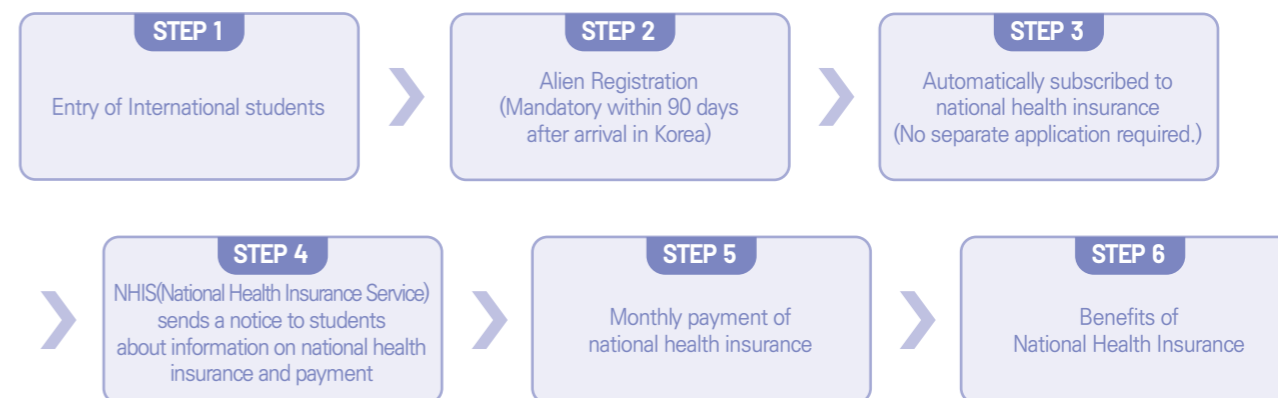 STEP 1
Entry of International students
STEP 2
Alien Registration
(Mandatory within 90 days
after arrival in Korea)
STEP 3
Automatically subscribed to
national health insurance
(No separate application required.)
STEP 4
NHIS(National Health Insurance Service)
sends a notice to students
about information on national health
insurance and payment
STEP 5
Monthly payment of
national health insurance
STEP 6
Benefits of
National Health Insurance